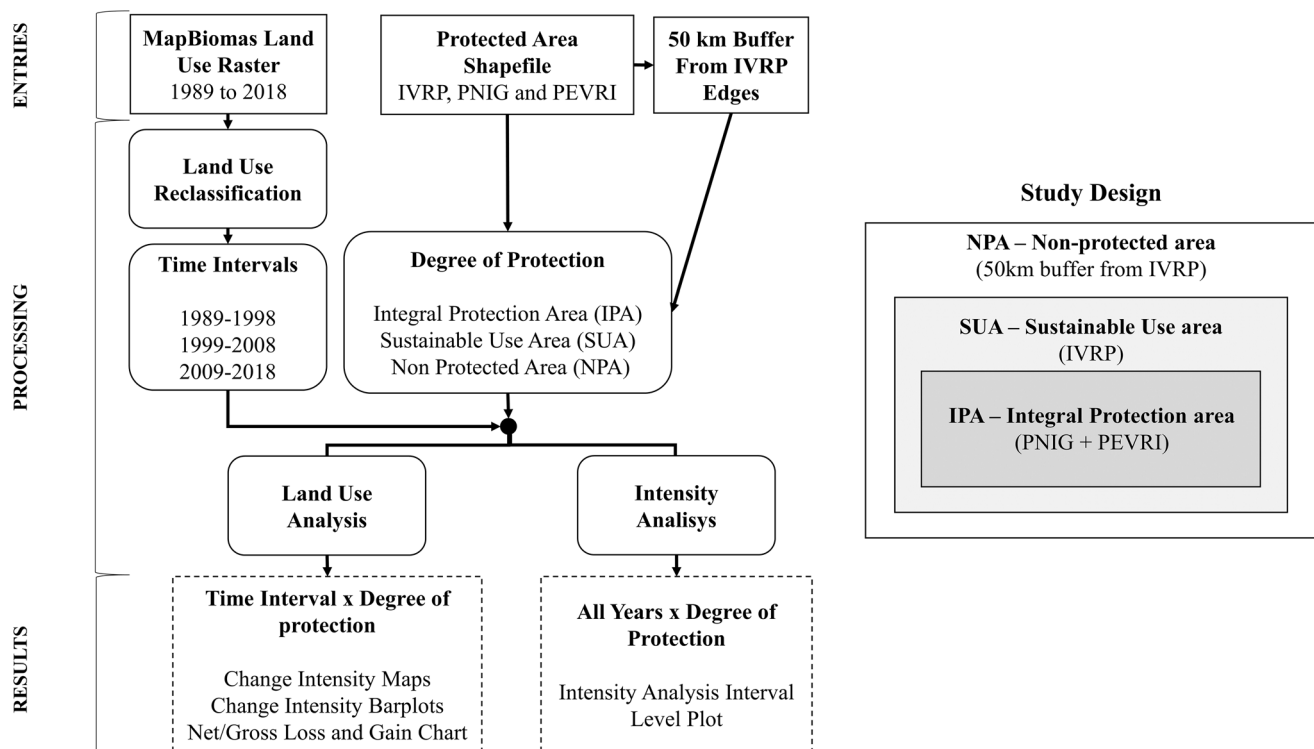 ENTRIES
MapBiomas Land
Use Raster
1989 to 2018
Protected Area
Shapefile
IVRP, PNIG and PEVRI
50 km Buffer
From IVRP
Edges
PROCESSING
Land Use
Reclassification
Time Intervals
1989-1998
1999-2008
2009-2018
Degree of Protection
Integral Protection Area (IPA)
Sustainable Use Area (SUA)
Non Protected Area (NPA)
Land Use
Analysis
Intensity
Analisys
RESULTS
Time Interval x Degree of
protection
Change Intensity Maps
Change Intensity Barplots
Net/Gross Loss and Gain Chart
All Years x Degree of
Protection
Intensity Analysis Interval
Level Plot
Study Design
NPA – Non-protected area
(50km buffer from IVRP)
SUA – Sustainable Use area
(IVRP)
IPA – Integral Protection area
(PNIG + PEVRI)